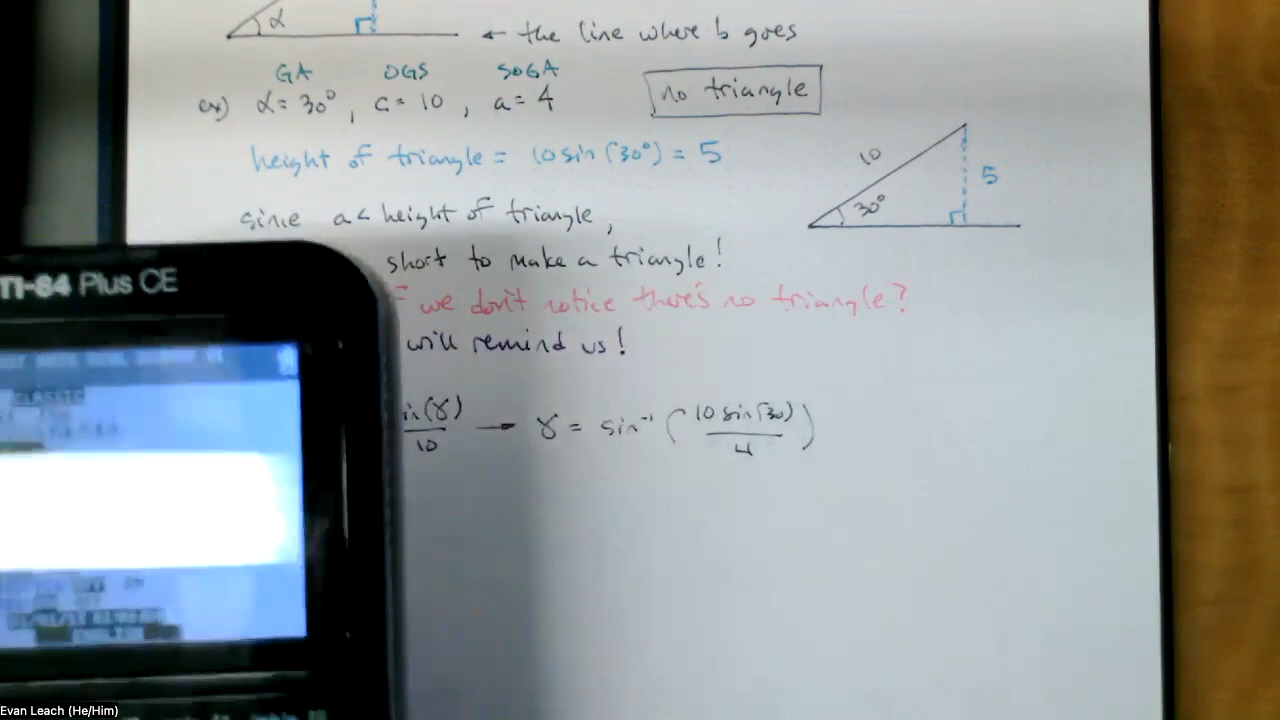 α
← the line where b goes
GA OGS SOGA
ex) α = 30°, c = 10, a = 4
no triangle
height of triangle = 10 sin (30°) = 5
10
5
30°
since a < height of triangle,
short to make a triangle!
we don't notice there's no triangle?
will remind us!
in(γ)
10
→ γ = sin⁻¹ ( 10 sin(30) / 4 )
TI-84 Plus CE
CLASSIC
Evan Leach (He/Him)